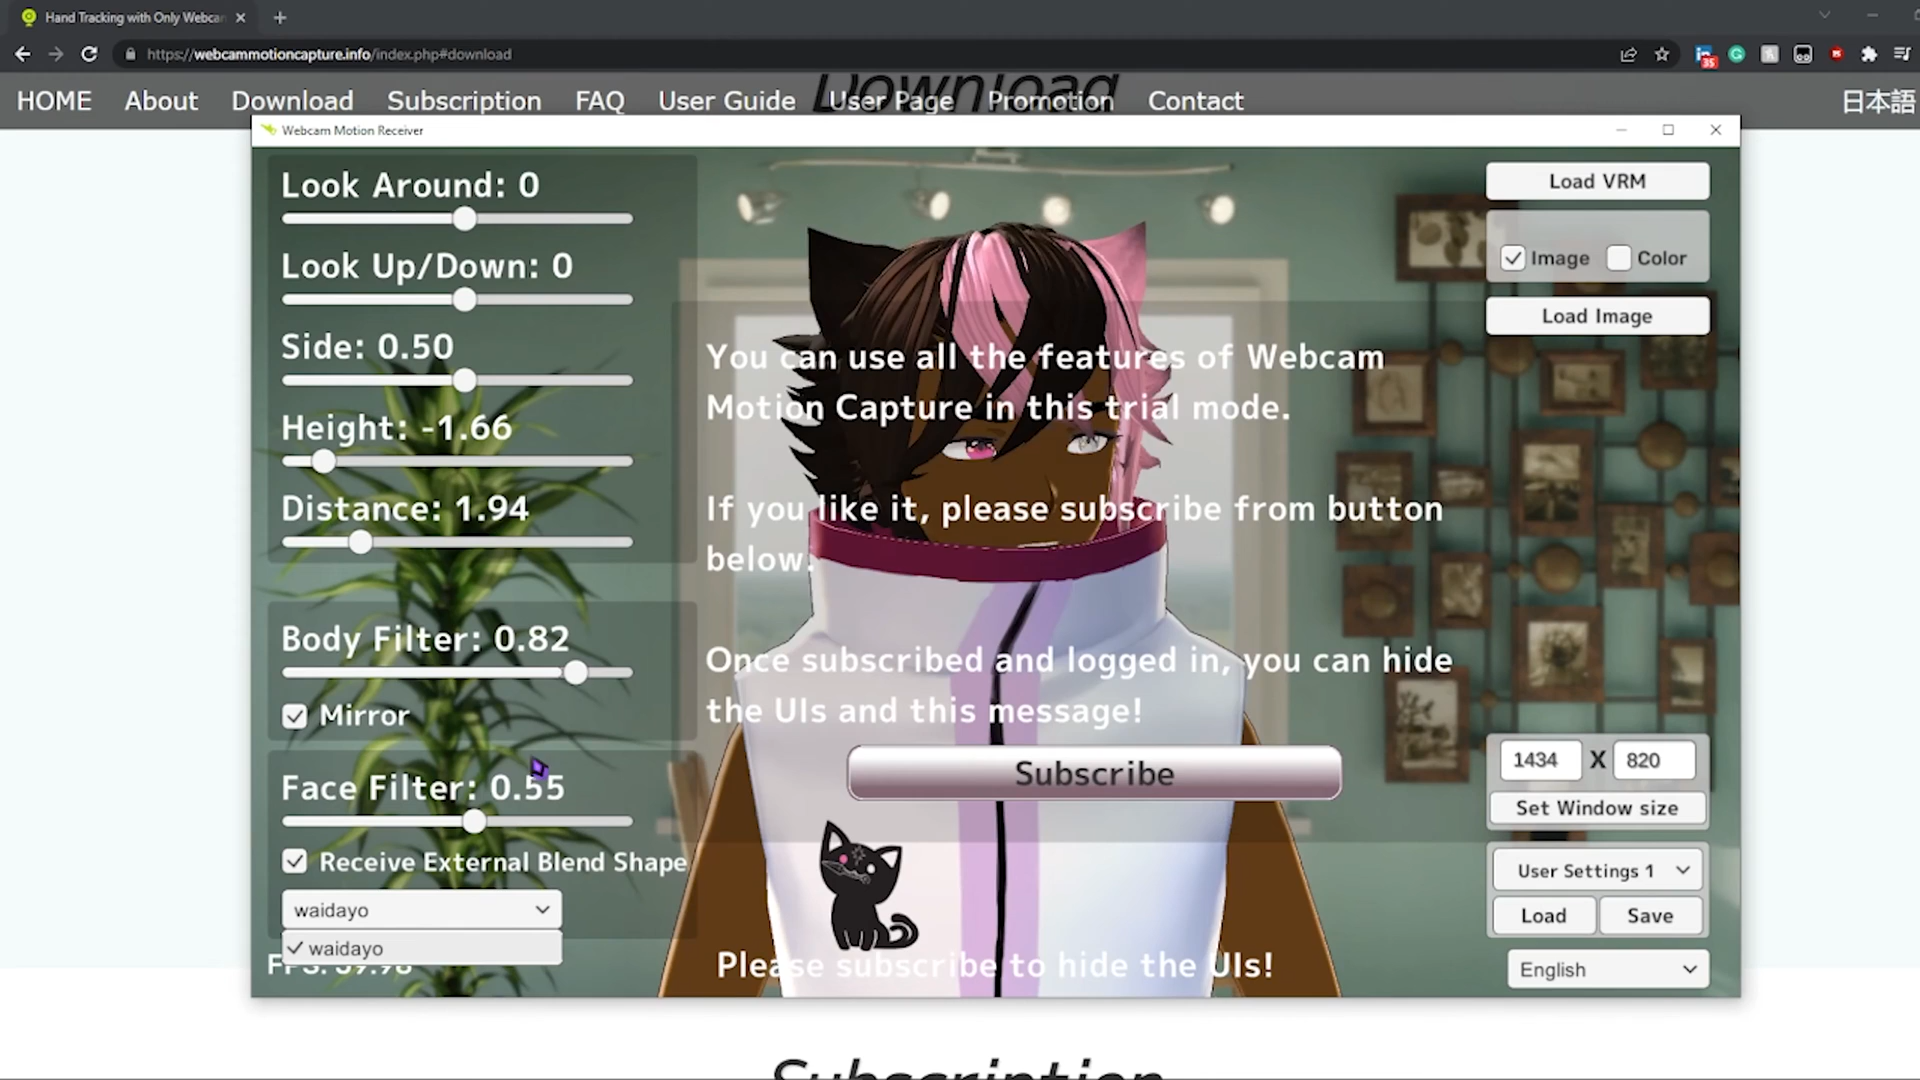 Hand Tracking with Only Webca
https://webcammotioncapture.info/index.php#download
35
Download
HOME About Download Subscription FAQ User Guide User Page Promotion Contact 日本語
Webcam Motion Receiver
Look Around: 0
Look Up/Down: 0
Side: 0.50
Height: -1.66
Distance: 1.94
Body Filter: 0.82
Mirror
Face Filter: 0.55
Receive External Blend Shape
waidayo
waidayo
FPS: 59.98
You can use all the features of Webcam
Motion Capture in this trial mode.
If you like it, please subscribe from button
below.
Once subscribed and logged in, you can hide
the UIs and this message!
Subscribe
Please subscribe to hide the UIs!
Load VRM
Image Color
Load Image
1434 X 820
Set Window size
User Settings 1
Load Save
English
Subscription